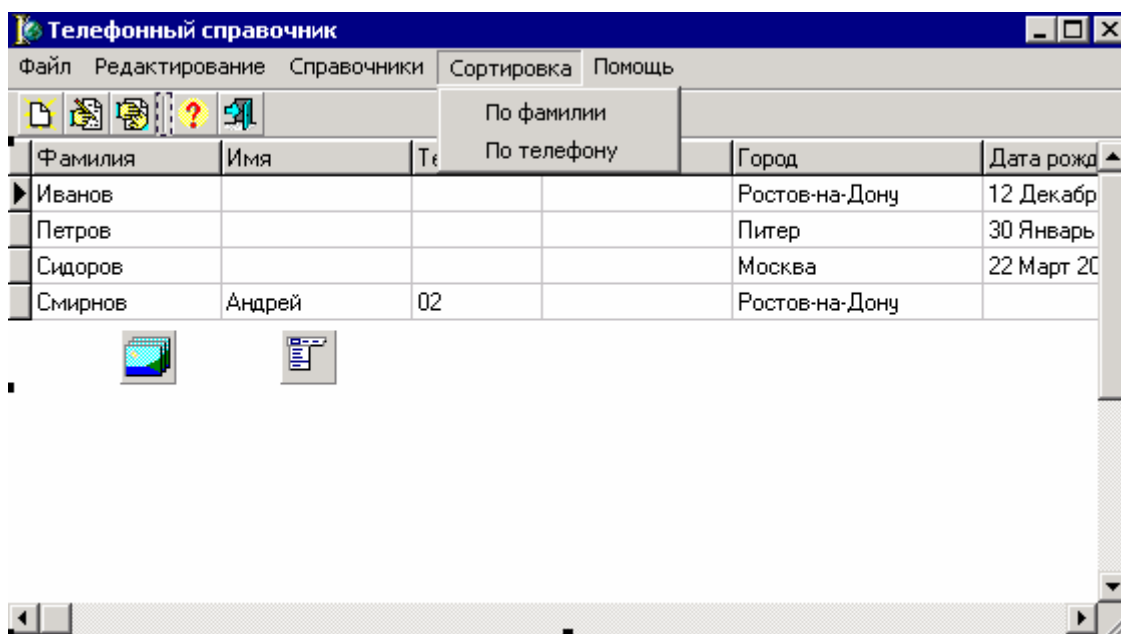 Телефонный справочник
Файл Редактирование Справочники Сортировка Помощь
По фамилии
По телефону
Фамилия Имя Те Город Дата рожд
Иванов Ростов-на-Дону 12 Декабр
Петров Питер 30 Январь
Сидоров Москва 22 Март 20
Смирнов Андрей 02 Ростов-на-Дону